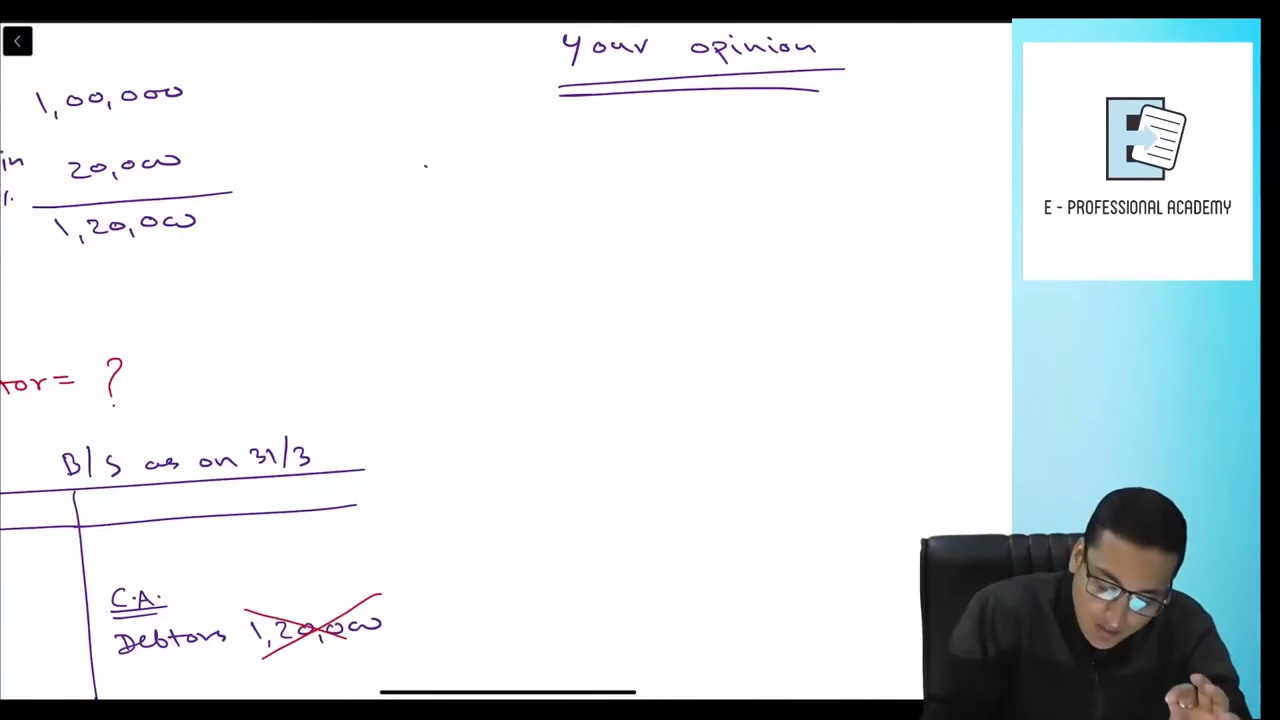 Your opinion
1,00,000
in 20,000
%.
1,20,000
tor = ?
B/S as on 31/3
C.A.
Debtors 1,20,000
E
E - PROFESSIONAL ACADEMY